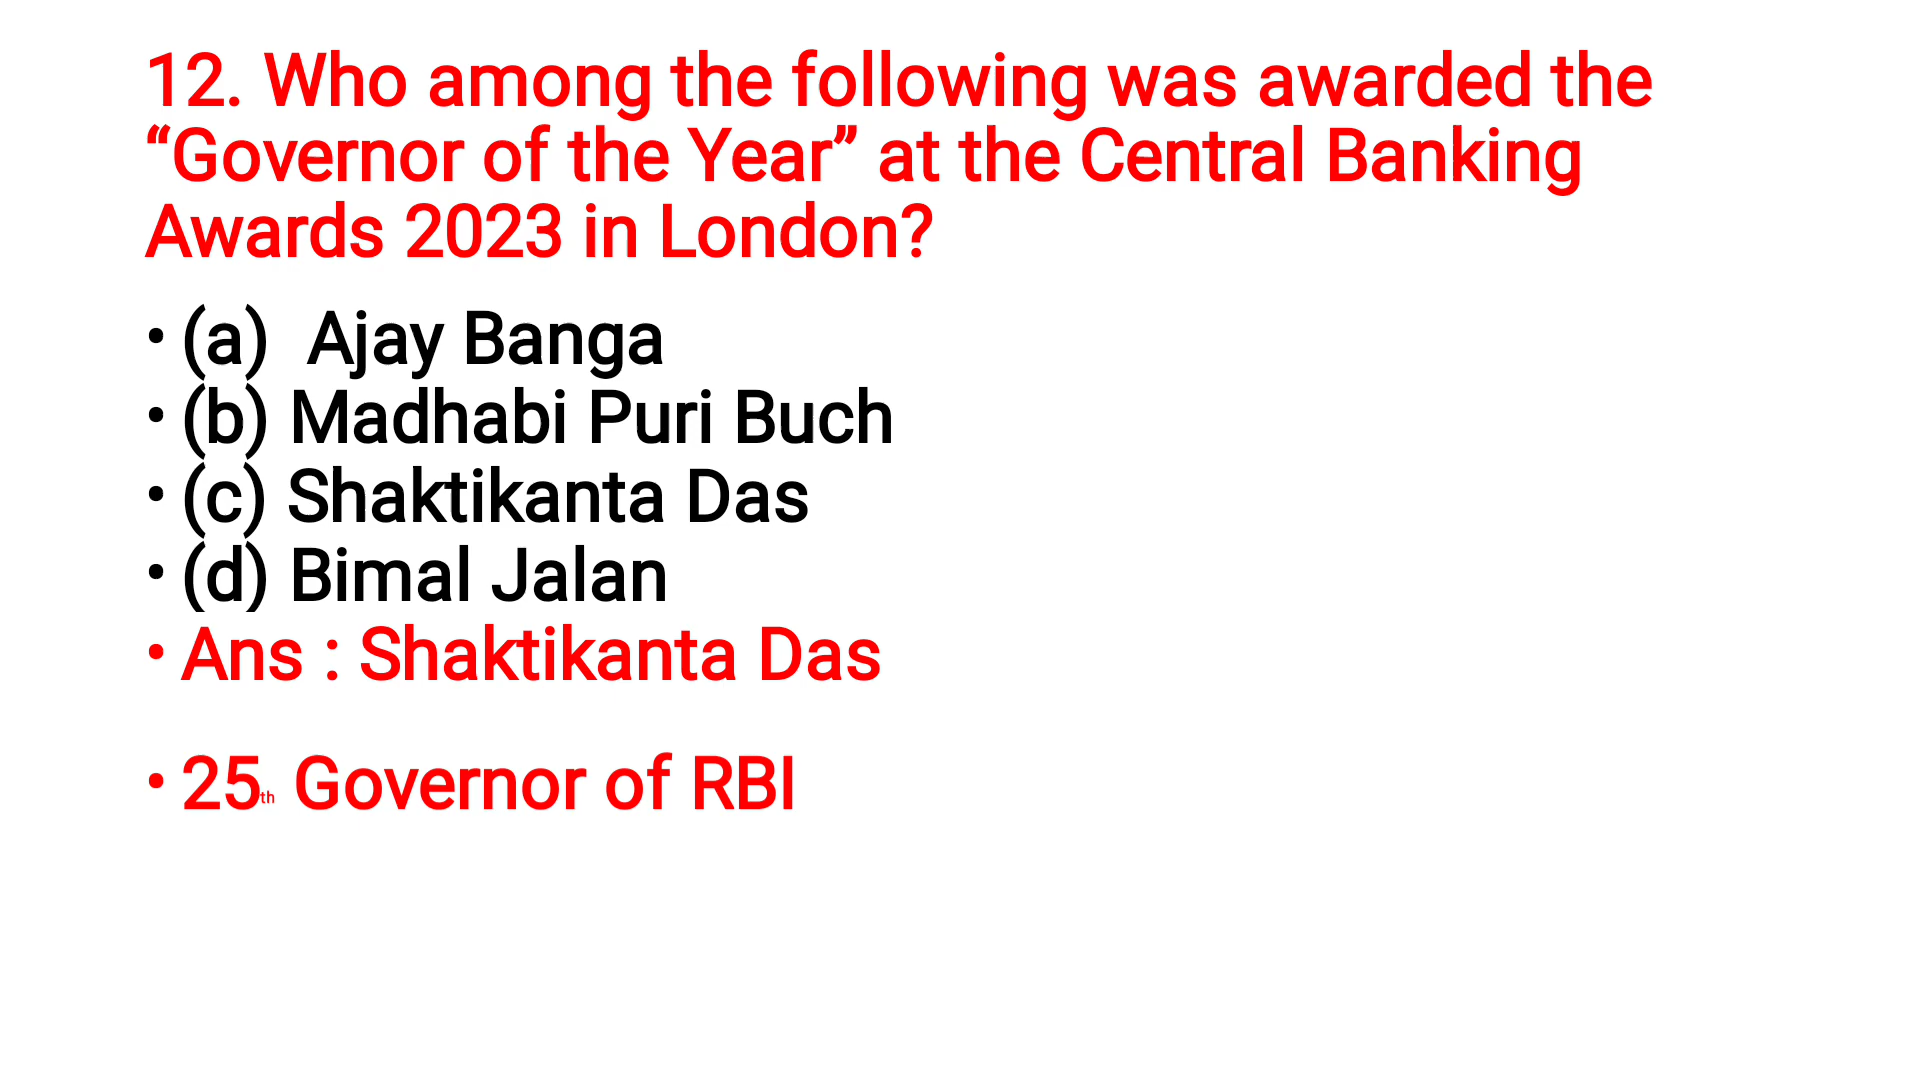 12. Who among the following was awarded the
“Governor of the Year” at the Central Banking
Awards 2023 in London?
• (a)  Ajay Banga
• (b) Madhabi Puri Buch
• (c) Shaktikanta Das
• (d) Bimal Jalan
• Ans : Shaktikanta Das
• 25th Governor of RBI